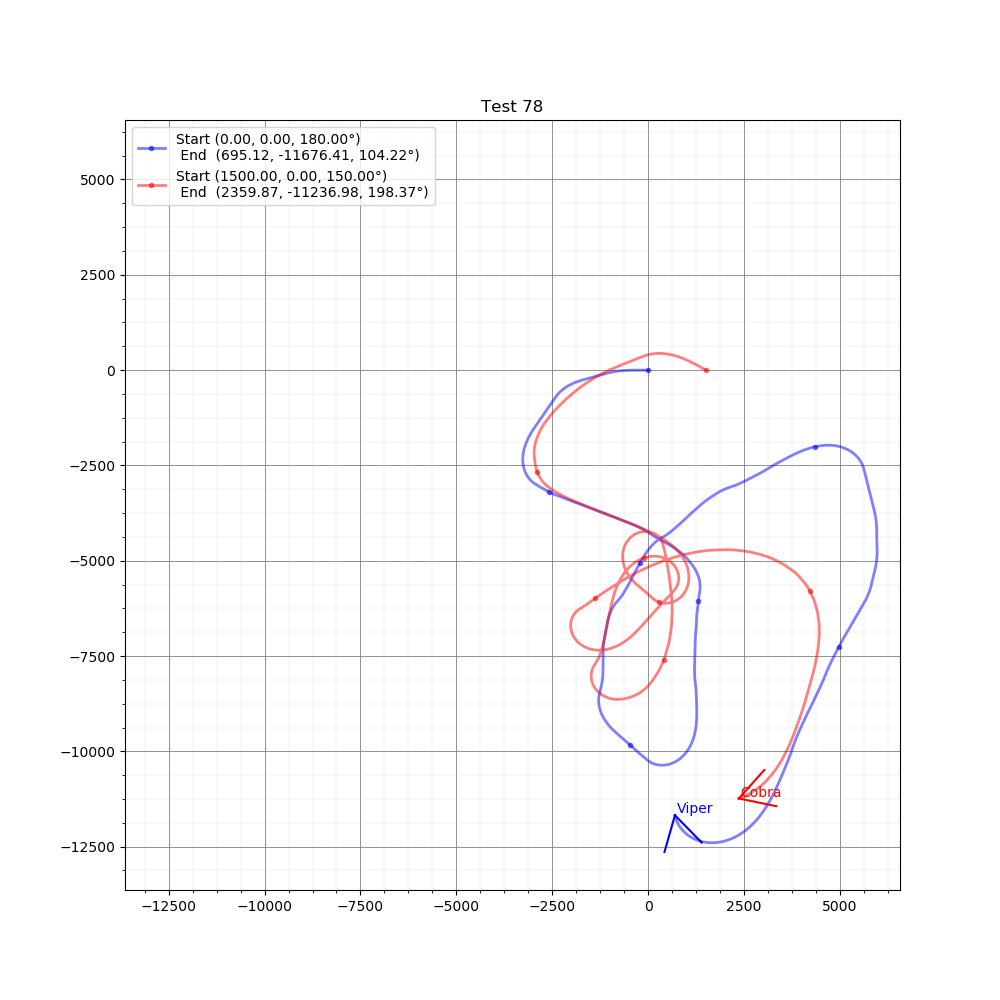 Test 78
Start (0.00, 0.00, 180.00°)
End (695.12, -11676.41, 104.22°)
Start (1500.00, 0.00, 150.00°)
End (2359.87, -11236.98, 198.37°)
5000
2500
0
−2500
−5000
−7500
−10000
−12500
Cobra
Viper
−12500 −10000 −7500 −5000 −2500 0 2500 5000